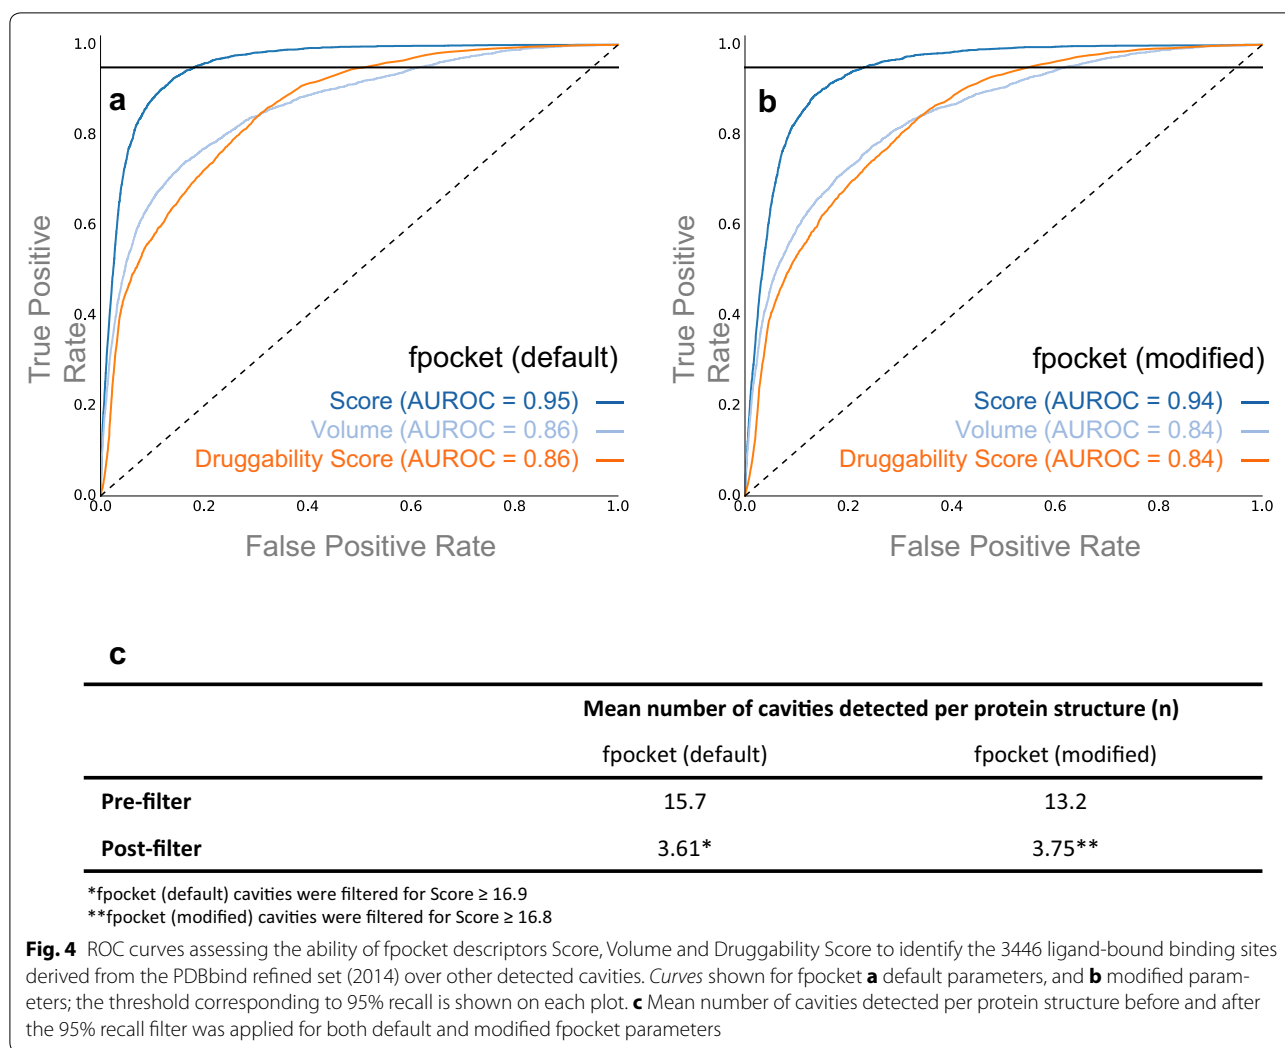 a
1.0
0.8
0.6
0.4
0.2
0.0
0.0 0.2 0.4 0.6 0.8 1.0
True Positive
Rate
False Positive Rate
fpocket (default)
Score (AUROC = 0.95)
Volume (AUROC = 0.86)
Druggability Score (AUROC = 0.86)
b
1.0
0.8
0.6
0.4
0.2
0.0
0.0 0.2 0.4 0.6 0.8 1.0
True Positive
Rate
False Positive Rate
fpocket (modified)
Score (AUROC = 0.94)
Volume (AUROC = 0.84)
Druggability Score (AUROC = 0.84)
c
Mean number of cavities detected per protein structure (n)
fpocket (default) fpocket (modified)
Pre-filter 15.7 13.2
Post-filter 3.61* 3.75**
*fpocket (default) cavities were filtered for Score ≥ 16.9
**fpocket (modified) cavities were filtered for Score ≥ 16.8
Fig. 4 ROC curves assessing the ability of fpocket descriptors Score, Volume and Druggability Score to identify the 3446 ligand-bound binding sites
derived from the PDBbind refined set (2014) over other detected cavities. Curves shown for fpocket a default parameters, and b modified param-
eters; the threshold corresponding to 95% recall is shown on each plot. c Mean number of cavities detected per protein structure before and after
the 95% recall filter was applied for both default and modified fpocket parameters